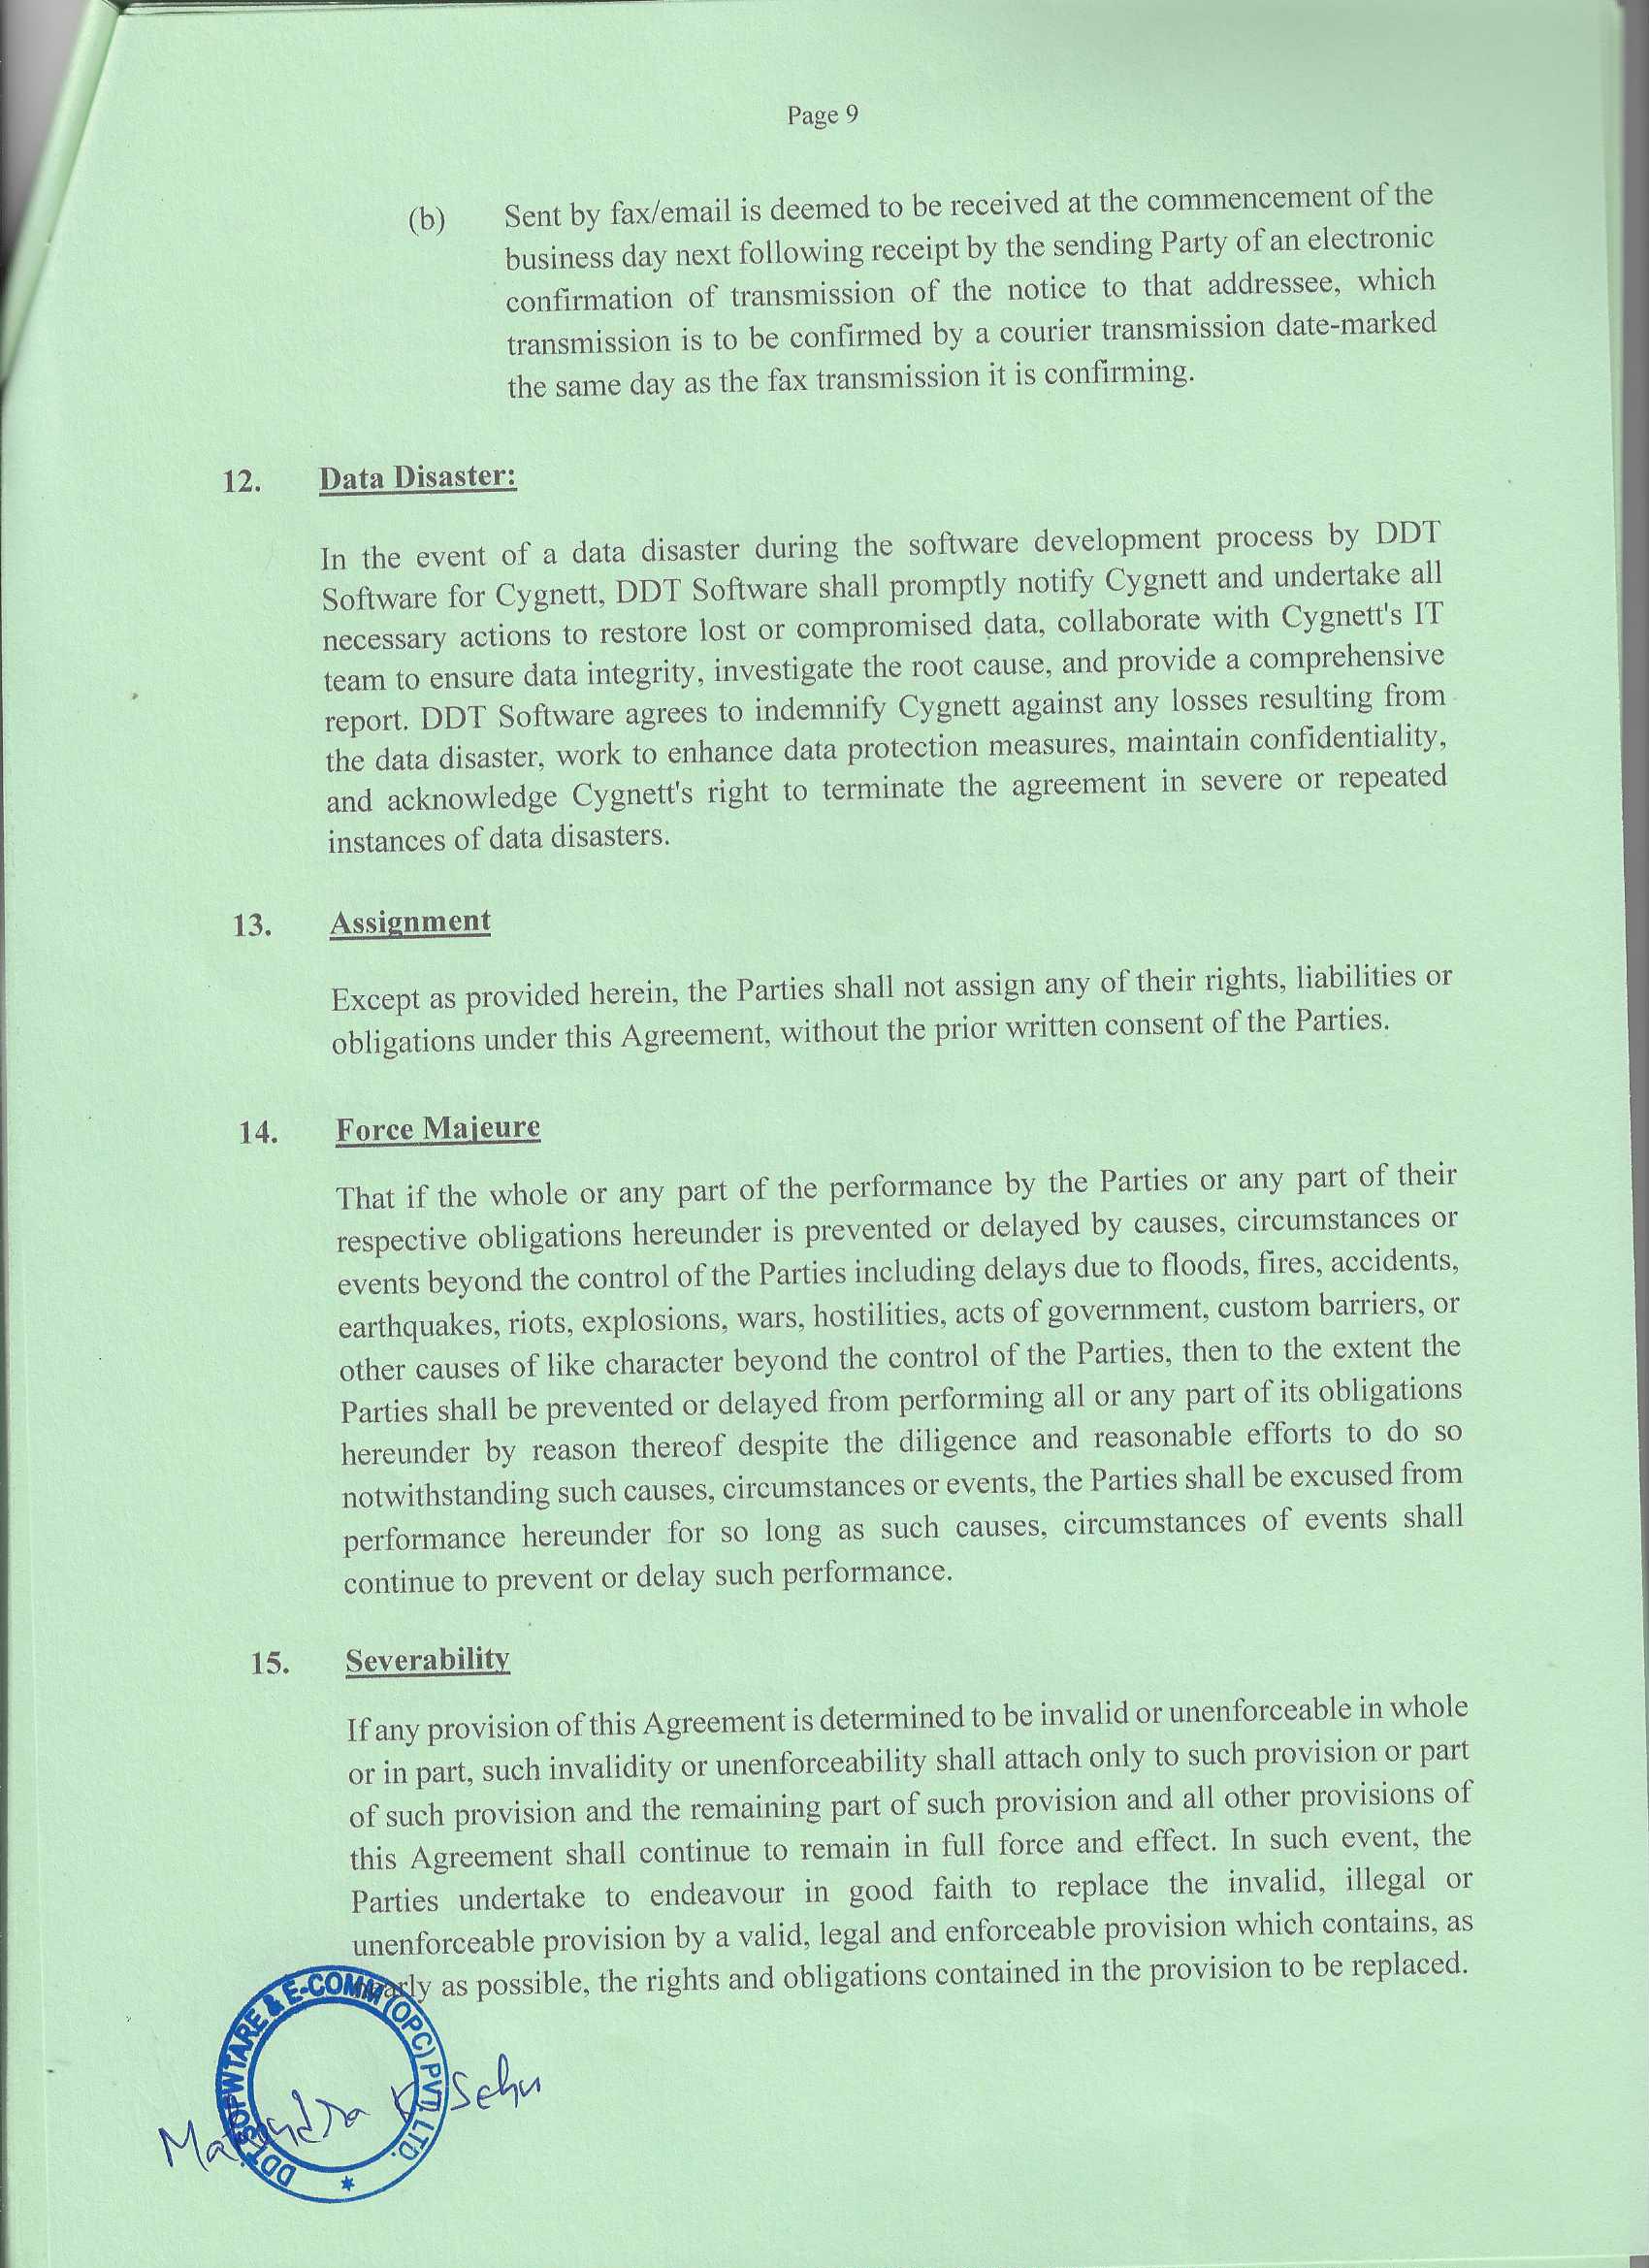 Page 9
(b) Sent by fax/email is deemed to be received at the commencement of the
business day next following receipt by the sending Party of an electronic
confirmation of transmission of the notice to that addressee, which
transmission is to be confirmed by a courier transmission date-marked
the same day as the fax transmission it is confirming.
12. Data Disaster:
In the event of a data disaster during the software development process by DDT
Software for Cygnett, DDT Software shall promptly notify Cygnett and undertake all
necessary actions to restore lost or compromised data, collaborate with Cygnett's IT
team to ensure data integrity, investigate the root cause, and provide a comprehensive
report. DDT Software agrees to indemnify Cygnett against any losses resulting from
the data disaster, work to enhance data protection measures, maintain confidentiality,
and acknowledge Cygnett's right to terminate the agreement in severe or repeated
instances of data disasters.
13. Assignment
Except as provided herein, the Parties shall not assign any of their rights, liabilities or
obligations under this Agreement, without the prior written consent of the Parties.
14. Force Majeure
That if the whole or any part of the performance by the Parties or any part of their
respective obligations hereunder is prevented or delayed by causes, circumstances or
events beyond the control of the Parties including delays due to floods, fires, accidents,
earthquakes, riots, explosions, wars, hostilities, acts of government, custom barriers, or
other causes of like character beyond the control of the Parties, then to the extent the
Parties shall be prevented or delayed from performing all or any part of its obligations
hereunder by reason thereof despite the diligence and reasonable efforts to do so
notwithstanding such causes, circumstances or events, the Parties shall be excused from
performance hereunder for so long as such causes, circumstances of events shall
continue to prevent or delay such performance.
15. Severability
If any provision of this Agreement is determined to be invalid or unenforceable in whole
or in part, such invalidity or unenforceability shall attach only to such provision or part
of such provision and the remaining part of such provision and all other provisions of
this Agreement shall continue to remain in full force and effect. In such event, the
Parties undertake to endeavour in good faith to replace the invalid, illegal or
unenforceable provision by a valid, legal and enforceable provision which contains, as
nearly as possible, the rights and obligations contained in the provision to be replaced.
DDT SOFWTARE & E-COMM (OPC) PVT. LTD.